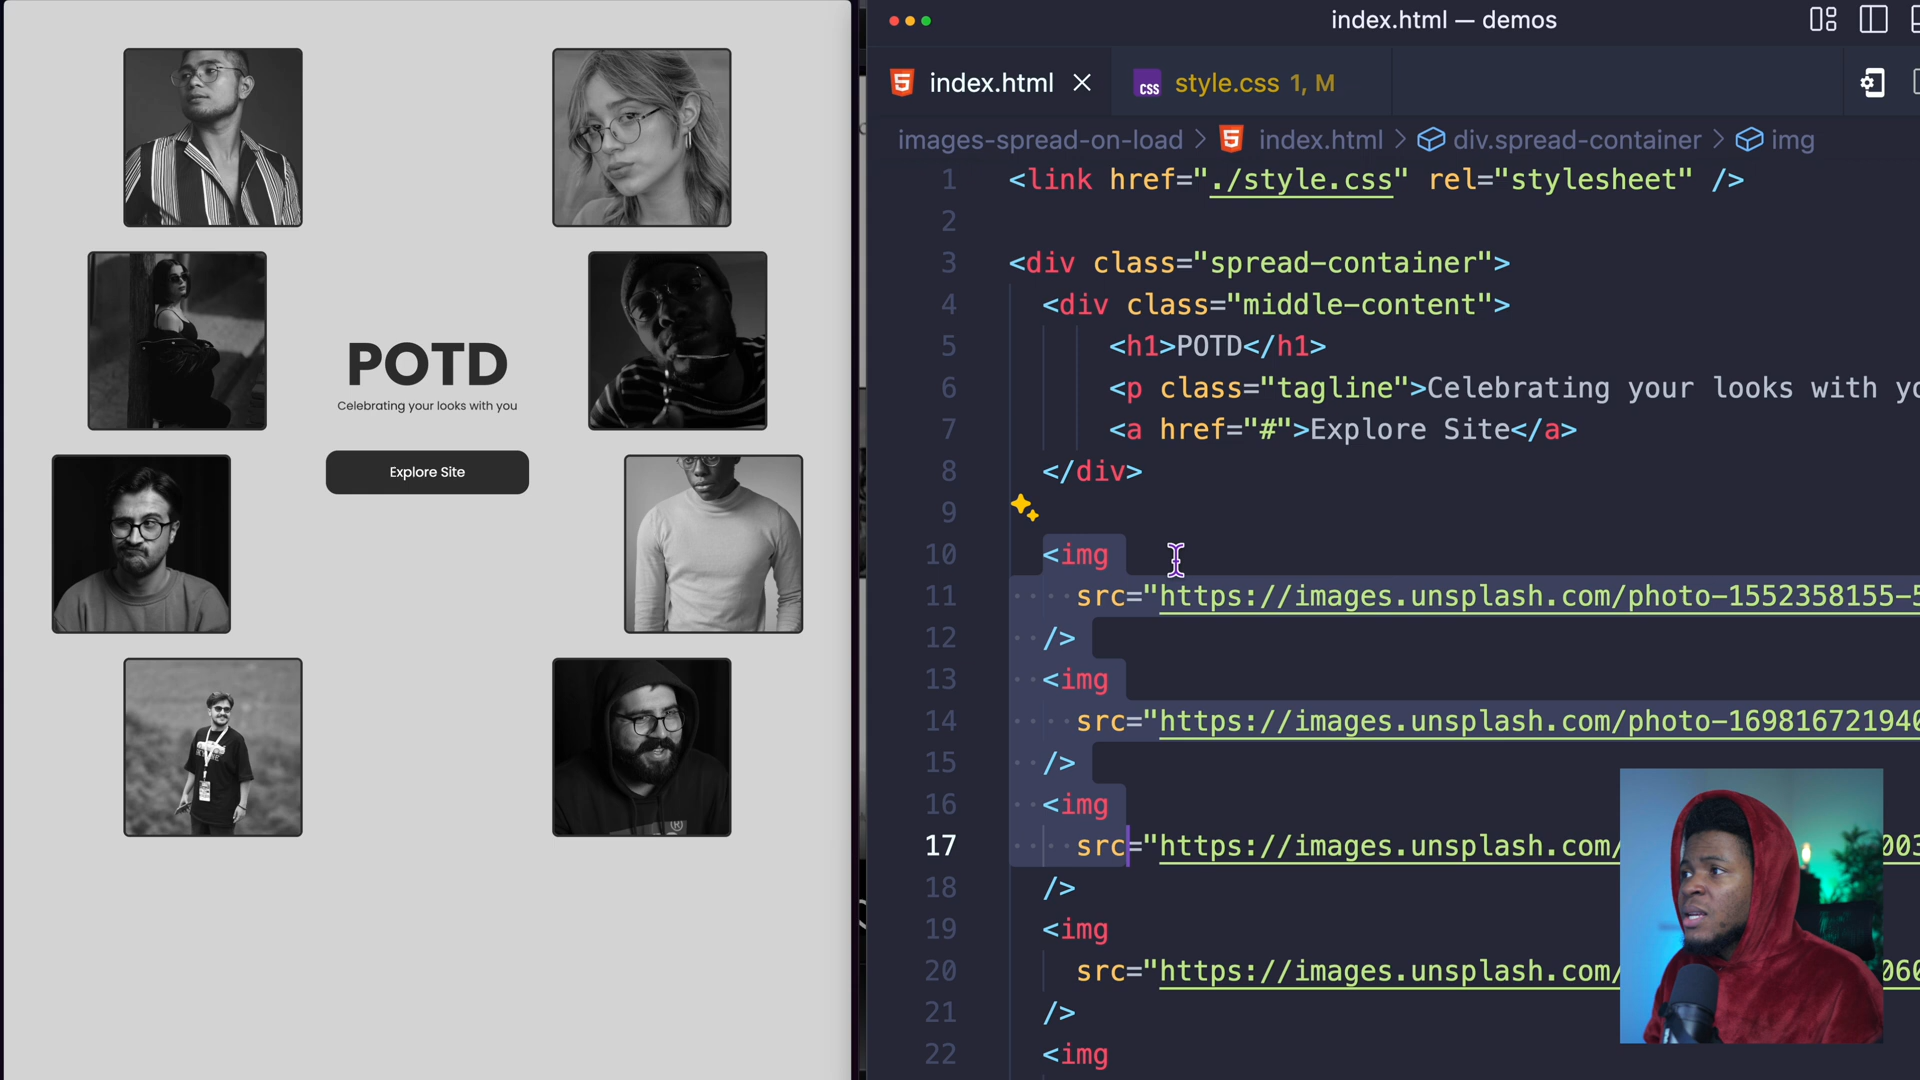 POTD
Celebrating your looks with you
Explore Site
index.html — demos
index.html
style.css 1, M
images-spread-on-load > index.html > div.spread-container > img
1 <link href="./style.css" rel="stylesheet" />
2
3 <div class="spread-container">
4 <div class="middle-content">
5 <h1>POTD</h1>
6 <p class="tagline">Celebrating your looks with yo
7 <a href="#">Explore Site</a>
8 </div>
9
10 <img
11 src="https://images.unsplash.com/photo-1552358155-5
12 />
13 <img
14 src="https://images.unsplash.com/photo-169816721940
15 />
16 <img
17 src="https://images.unsplash.com/ 003
18 />
19 <img
20 src="https://images.unsplash.com/ 060
21 />
22 <img